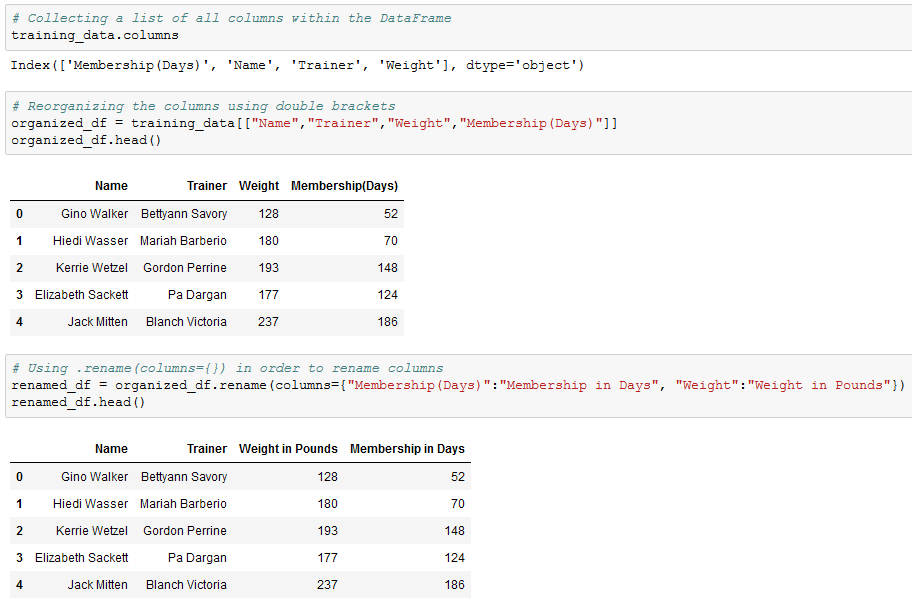 # Collecting a list of all columns within the DataFrame
training_data.columns
Index(['Membership(Days)', 'Name', 'Trainer', 'Weight'], dtype='object')
# Reorganizing the columns using double brackets
organized_df = training_data[["Name","Trainer","Weight","Membership(Days)"]]
organized_df.head()
Name Trainer Weight Membership(Days)
0 Gino Walker Bettyann Savory 128 52
1 Hiedi Wasser Mariah Barberio 180 70
2 Kerrie Wetzel Gordon Perrine 193 148
3 Elizabeth Sackett Pa Dargan 177 124
4 Jack Mitten Blanch Victoria 237 186
# Using .rename(columns={}) in order to rename columns
renamed_df = organized_df.rename(columns={"Membership(Days)":"Membership in Days", "Weight":"Weight in Pounds"})
renamed_df.head()
Name Trainer Weight in Pounds Membership in Days
0 Gino Walker Bettyann Savory 128 52
1 Hiedi Wasser Mariah Barberio 180 70
2 Kerrie Wetzel Gordon Perrine 193 148
3 Elizabeth Sackett Pa Dargan 177 124
4 Jack Mitten Blanch Victoria 237 186